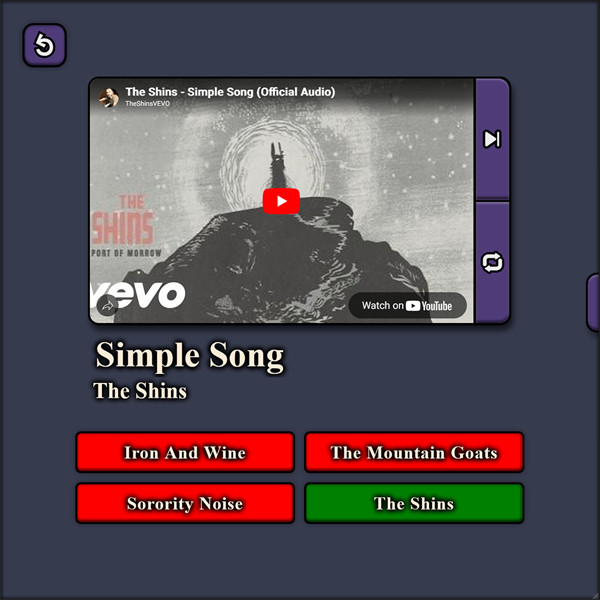 The Shins - Simple Song (Official Audio)
TheShinsVEVO
THE
SHINS
PORT OF MORROW
vevo
Watch on YouTube
Simple Song
The Shins
Iron And Wine
The Mountain Goats
Sorority Noise
The Shins